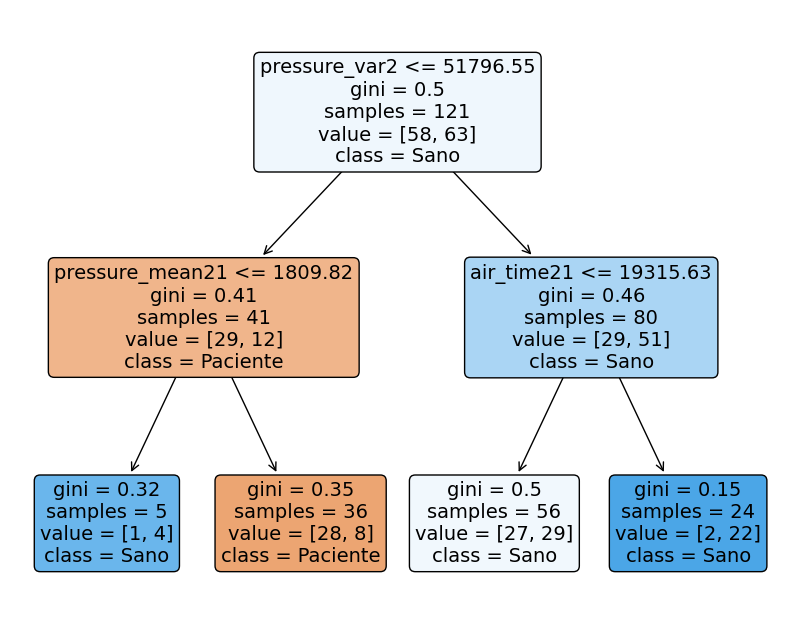 pressure_var2 <= 51796.55
gini = 0.5
samples = 121
value = [58, 63]
class = Sano
pressure_mean21 <= 1809.82
gini = 0.41
samples = 41
value = [29, 12]
class = Paciente
air_time21 <= 19315.63
gini = 0.46
samples = 80
value = [29, 51]
class = Sano
gini = 0.32
samples = 5
value = [1, 4]
class = Sano
gini = 0.35
samples = 36
value = [28, 8]
class = Paciente
gini = 0.5
samples = 56
value = [27, 29]
class = Sano
gini = 0.15
samples = 24
value = [2, 22]
class = Sano